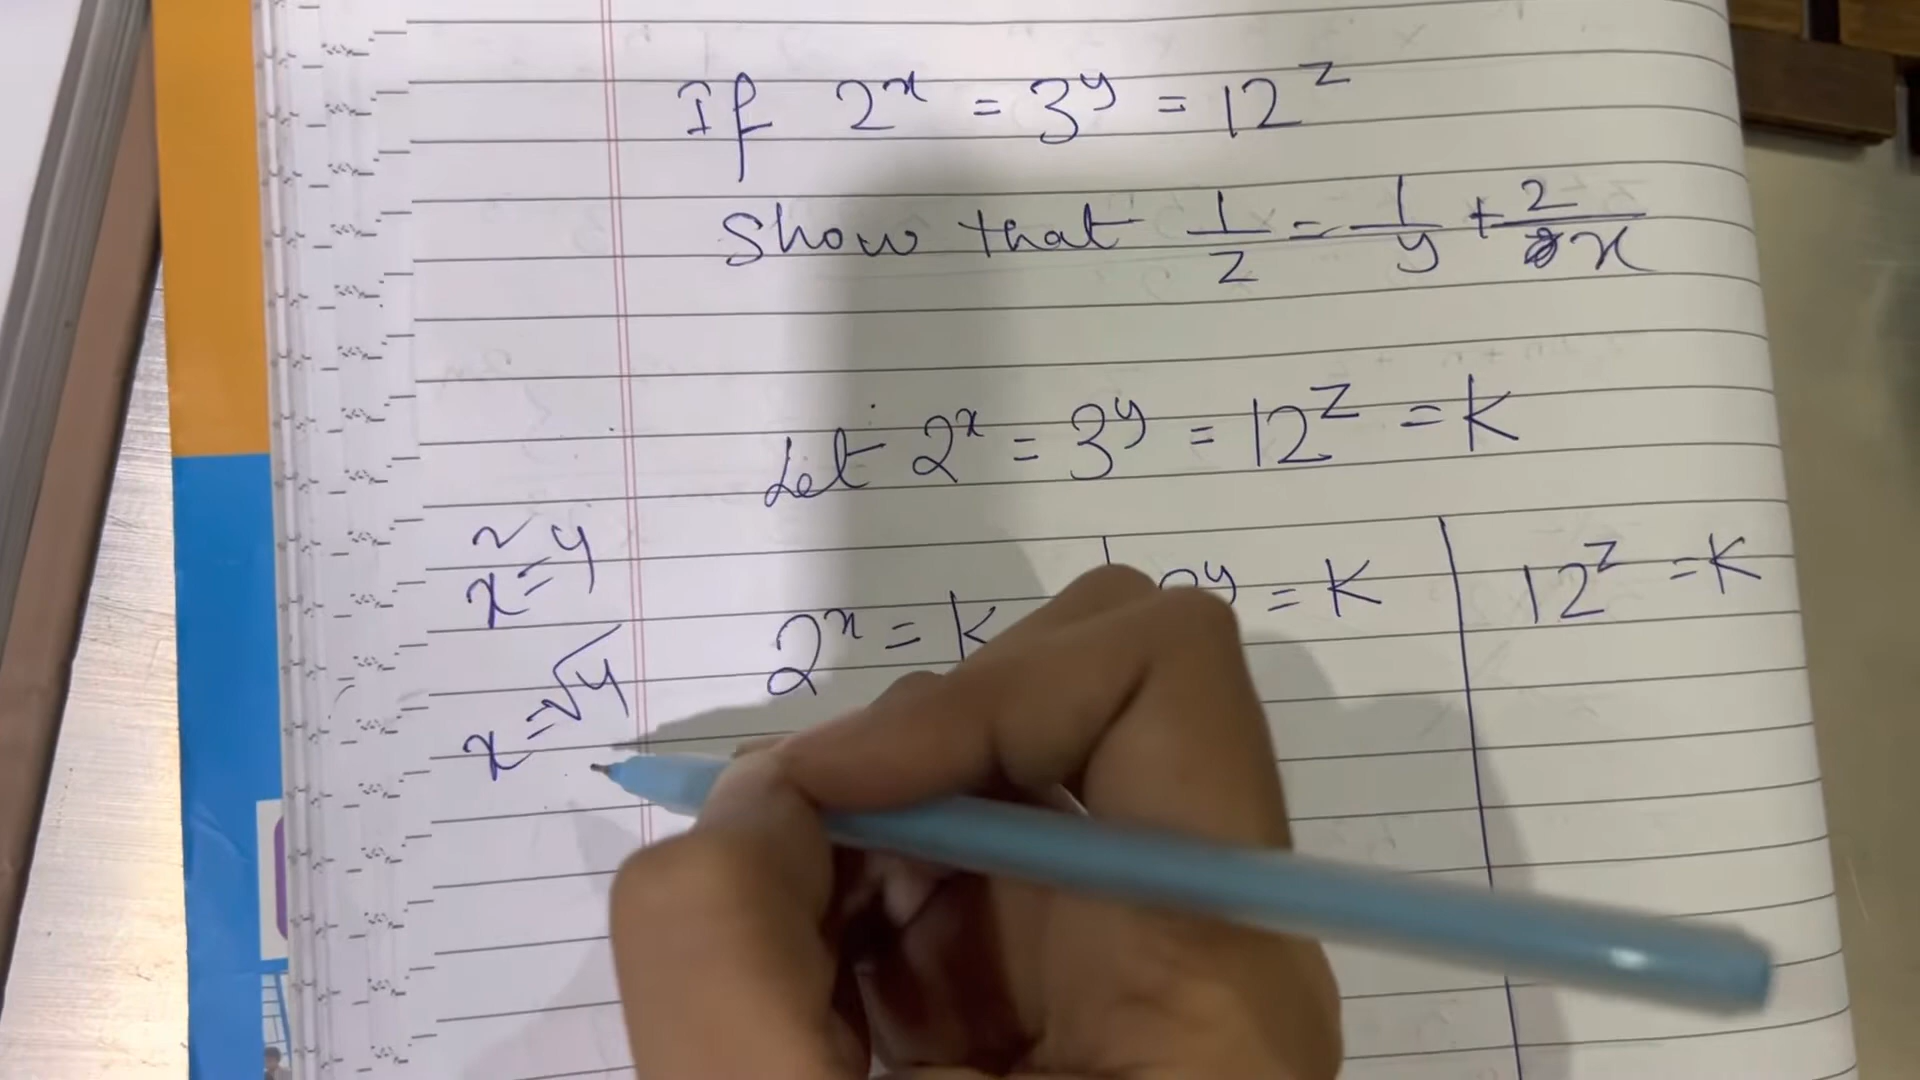 If 2^x = 3^y = 12^z
Show that 1/z = 1/y + 2/x
Let 2^x = 3^y = 12^z = K
x² = 4
x = √4
2^x = K
^y = K
12^z = K